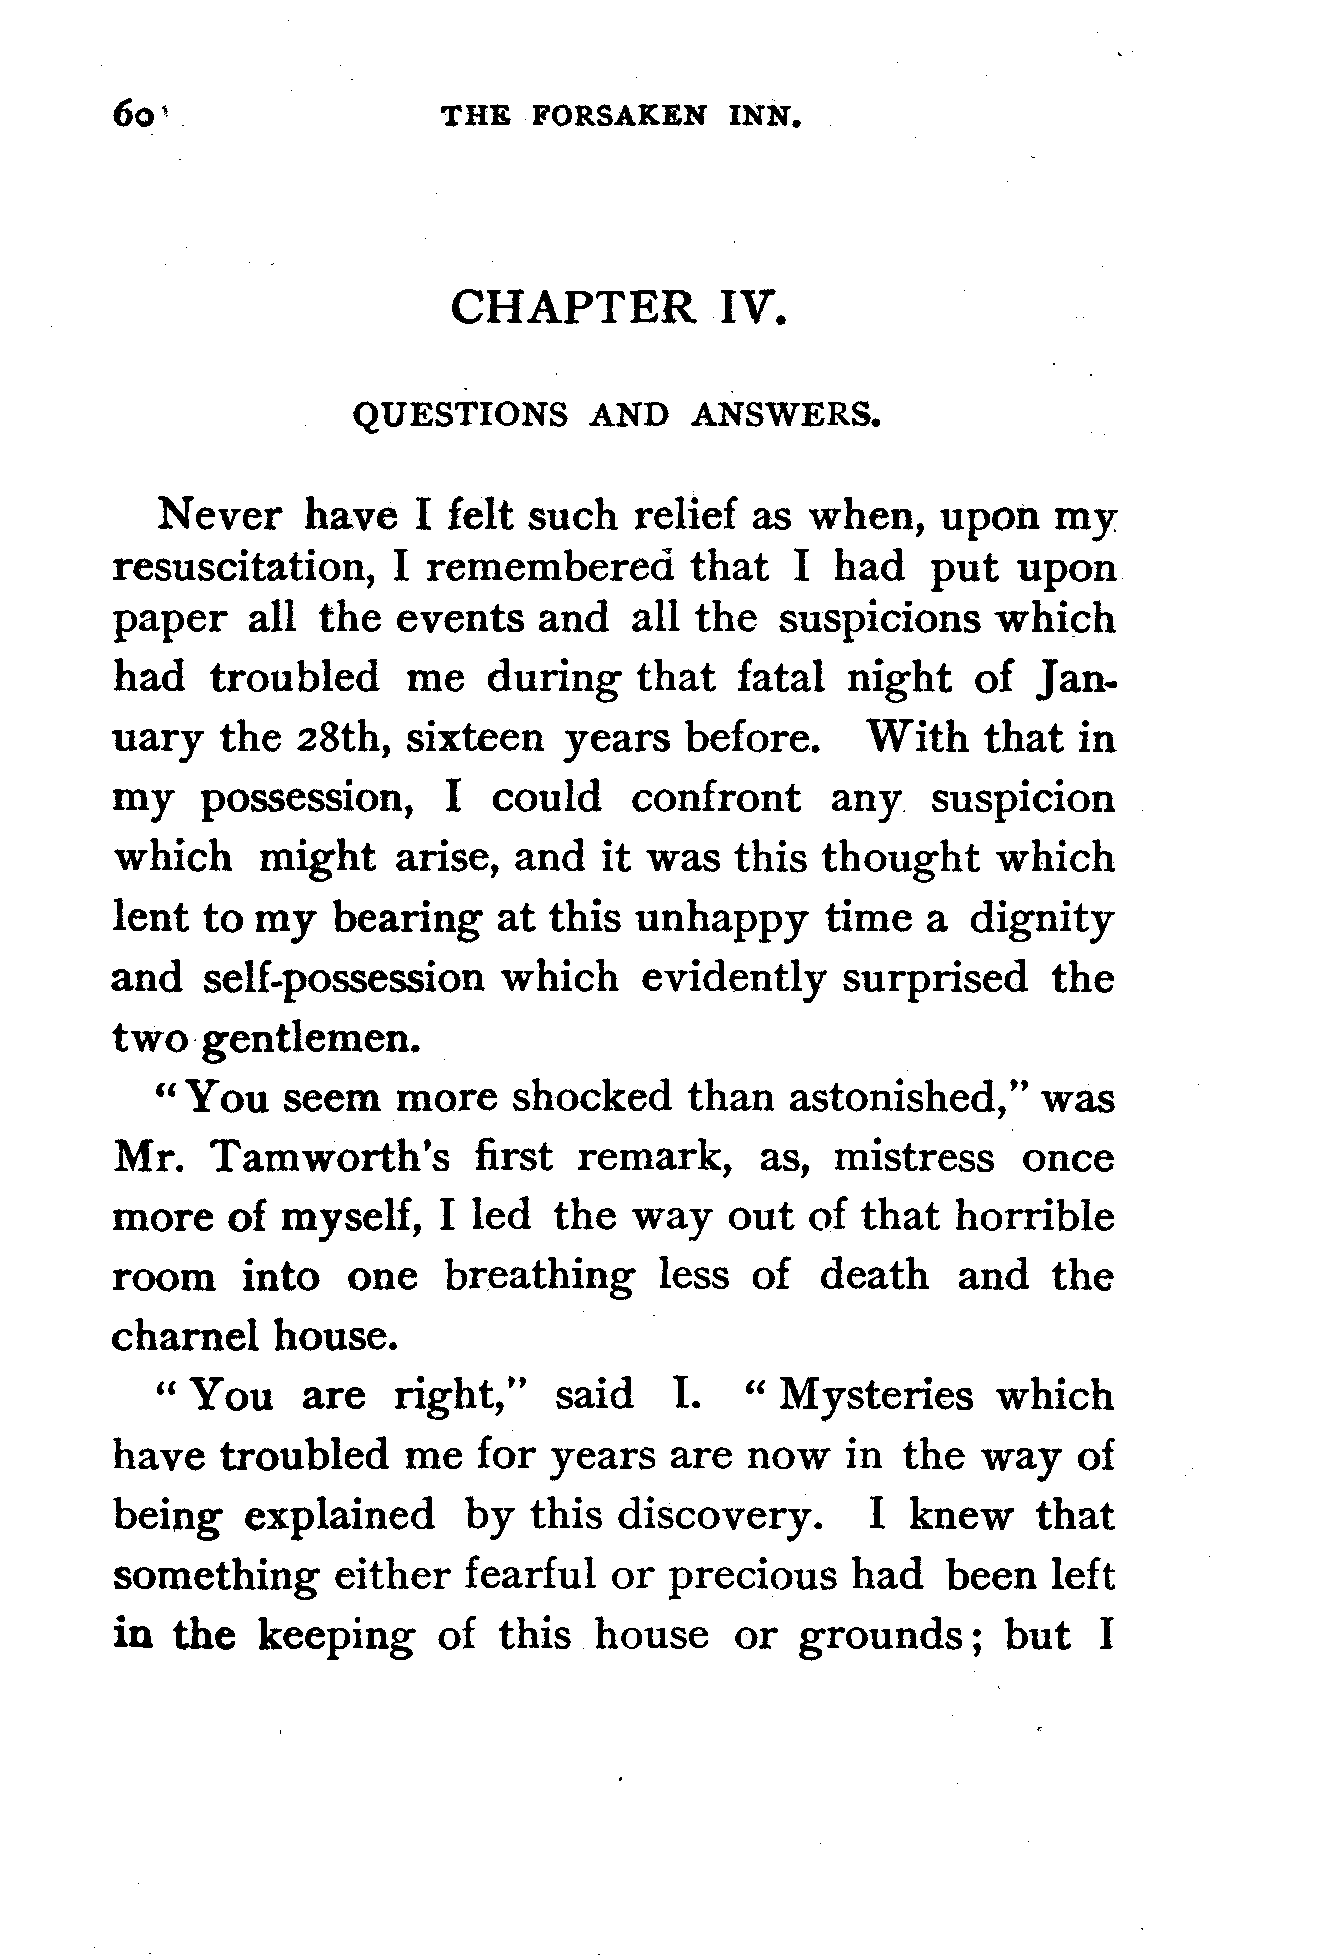 60 THE FORSAKEN INN.
CHAPTER IV.
QUESTIONS AND ANSWERS.
Never have I felt such relief as when, upon my
resuscitation, I remembered that I had put upon
paper all the events and all the suspicions which
had troubled me during that fatal night of Jan-
uary the 28th, sixteen years before. With that in
my possession, I could confront any suspicion
which might arise, and it was this thought which
lent to my bearing at this unhappy time a dignity
and self-possession which evidently surprised the
two gentlemen.
"You seem more shocked than astonished," was
Mr. Tamworth's first remark, as, mistress once
more of myself, I led the way out of that horrible
room into one breathing less of death and the
charnel house.
"You are right," said I. "Mysteries which
have troubled me for years are now in the way of
being explained by this discovery. I knew that
something either fearful or precious had been left
in the keeping of this house or grounds; but I